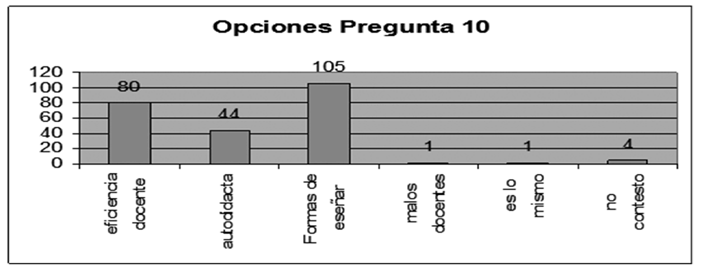 Opciones Pregunta 10
120
100
80
60
40
20
0
80
44
105
1
1
4
eficiencia
docente
autodidacta
Formas de
eseñar
malos
docentes
es lo
mismo
no
contesto